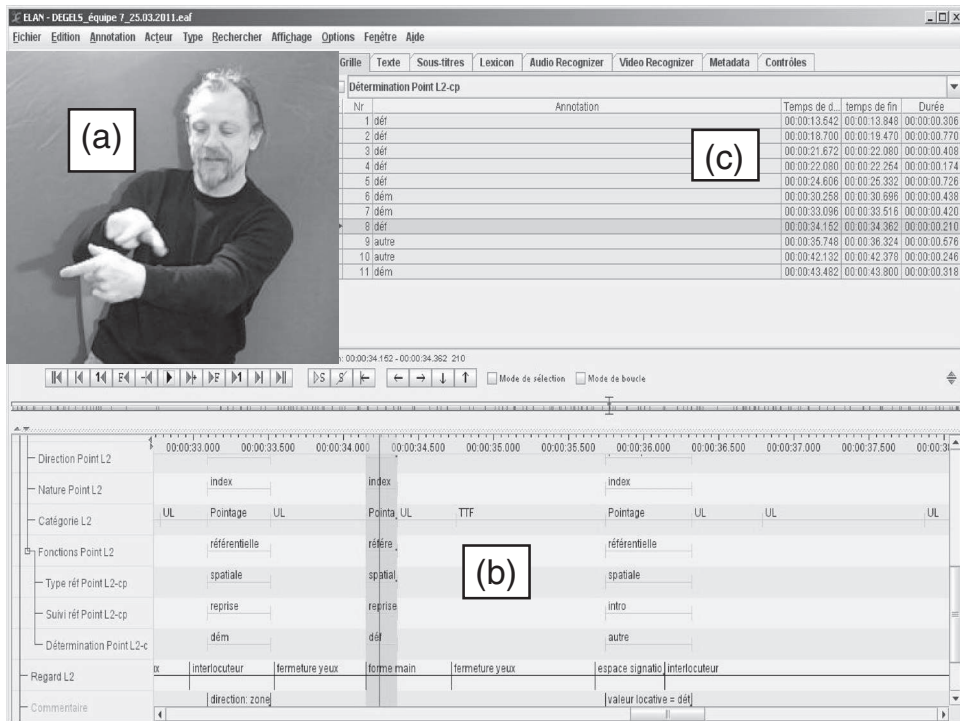 ELAN - DEGELS_équipe 7_25.03.2011.eaf
Fichier Edition Annotation Acteur Type Rechercher Affichage Options Fenêtre Aide
Grille Texte Sous-titres Lexicon Audio Recognizer Video Recognizer Metadata Contrôles
Détermination Point L2-cp
Nr Annotation Temps de d... temps de fin Durée
1 déf 00:00:13.542 00:00:13.848 00:00:00.306
2 déf 00:00:18.700 00:00:19.470 00:00:00.770
3 déf 00:00:21.672 00:00:22.080 00:00:00.408
4 déf 00:00:22.080 00:00:22.254 00:00:00.174
5 déf 00:00:24.606 00:00:25.332 00:00:00.726
6 dém 00:00:30.258 00:00:30.696 00:00:00.438
7 dém 00:00:33.096 00:00:33.516 00:00:00.420
8 déf 00:00:34.152 00:00:34.362 00:00:00.210
9 autre 00:00:35.748 00:00:36.324 00:00:00.576
10 autre 00:00:42.132 00:00:42.378 00:00:00.246
11 dém 00:00:43.482 00:00:43.800 00:00:00.318
(a)
(c)
00:00:34.152 - 00:00:34.362 210
Mode de sélection Mode de boucle
00:00:33.000 00:00:33.500 00:00:34.000 00:00:34.500 00:00:35.000 00:00:35.500 00:00:36.000 00:00:36.500 00:00:37.000 00:00:37.500 00:00:38
Direction Point L2
Nature Point L2 index index index
Catégorie L2 UL Pointage UL Pointa UL TTF Pointage UL UL UL
Fonctions Point L2 référentielle référe référentielle
(b)
Type réf Point L2-cp spatiale spatial spatiale
Suivi réf Point L2-cp reprise reprise intro
Détermination Point L2-c dém déf autre
Regard L2 interlocuteur fermeture yeux forme main fermeture yeux espace signatio interlocuteur
Commentaire direction: zone valeur locative = dét